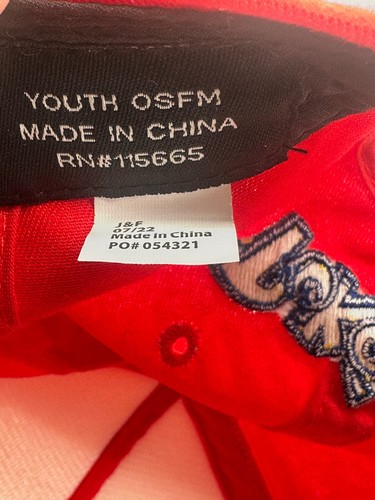 YOUTH OSFM
MADE IN CHINA
RN#115665
J&F
07/22
Made in China
PO# 054321